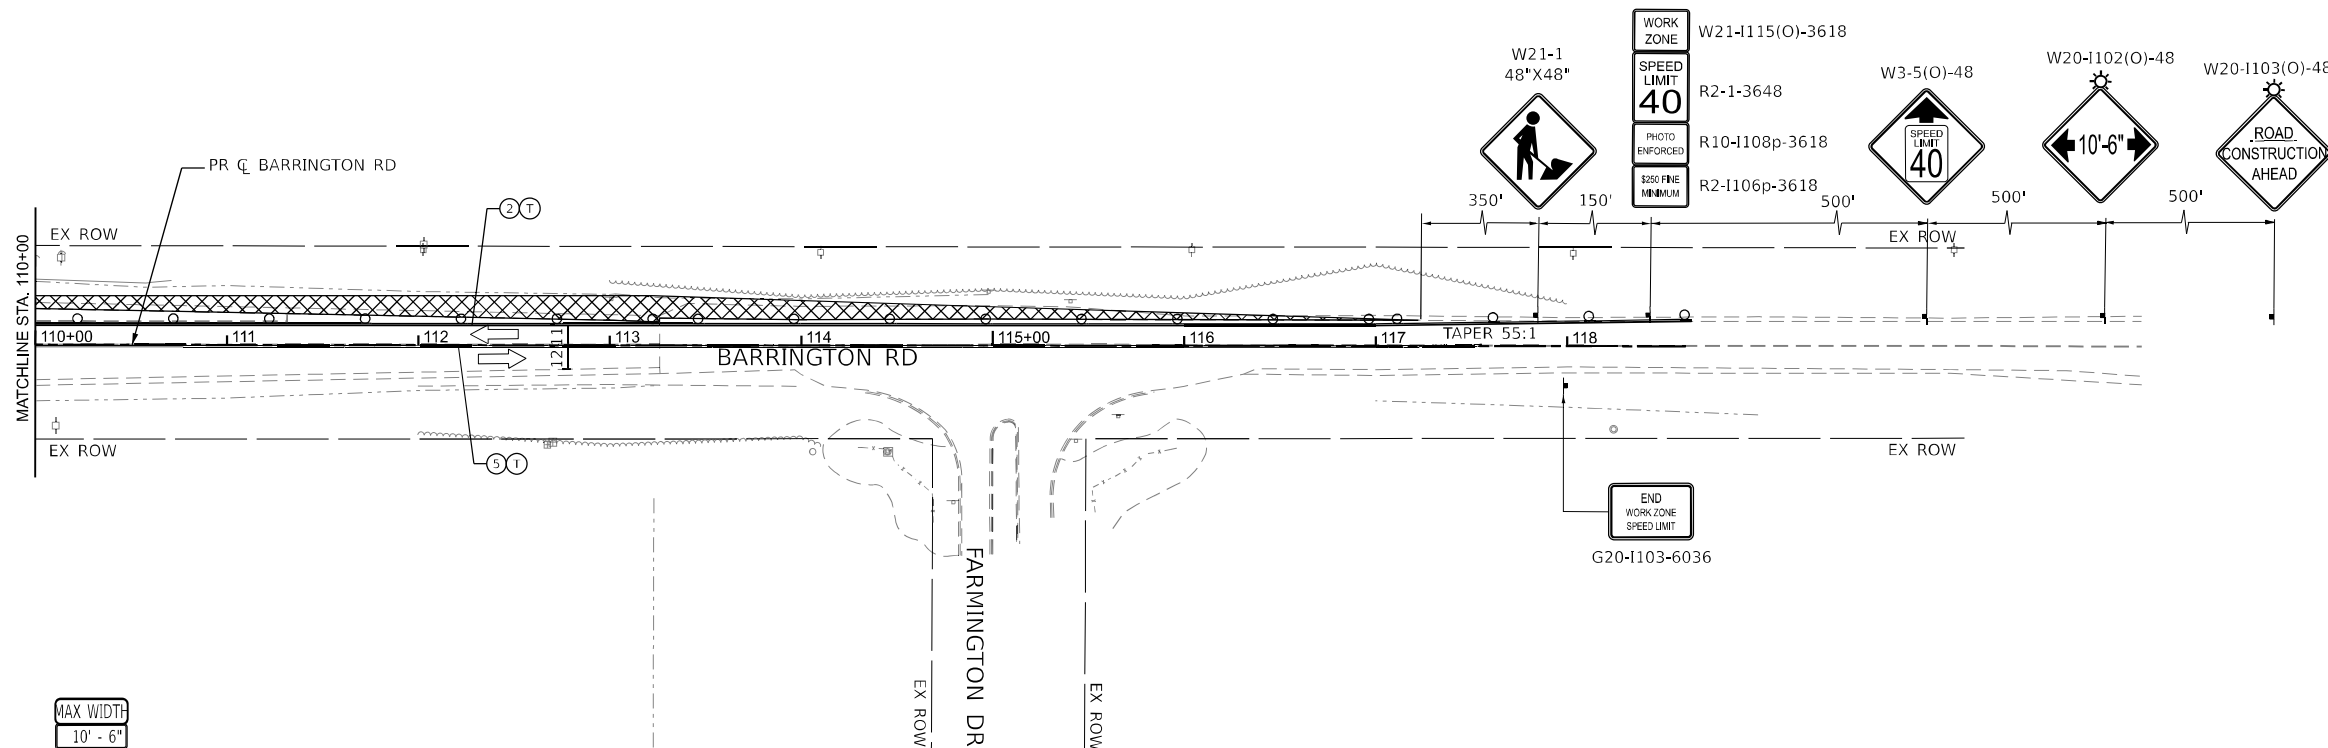 WORK
ZONE
W21-I115(O)-3618
W21-1
48"X48"
SPEED
LIMIT
40
R2-1-3648
W3-5(O)-48
W20-I102(O)-48
W20-I103(O)-48
PHOTO
ENFORCED
R10-I108p-3618
SPEED
LIMIT
40
10'-6"
ROAD
CONSTRUCTION
AHEAD
$250 FINE
MINIMUM
R2-I106p-3618
PR ℄ BARRINGTON RD
350'
150'
500'
500'
500'
2 T
EX ROW
EX ROW
MATCHLINE STA. 110+00
110+00
111
112
113
114
115+00
116
117
118
TAPER 55:1
12' 11'
BARRINGTON RD
EX ROW
EX ROW
5 T
END
WORK ZONE
SPEED LIMIT
G20-I103-6036
FARMINGTON DR
EX ROW
EX ROW
MAX WIDTH
10' - 6"